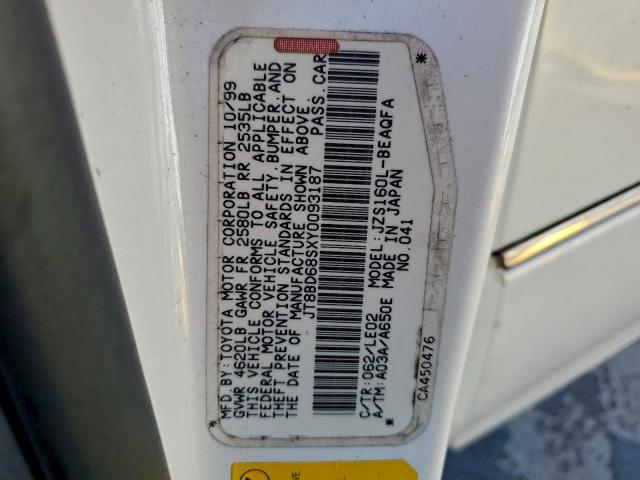 MFD. BY: TOYOTA MOTOR CORPORATION 10/99
GVWR 4620LB GAWR FR 2580LB RR 2535LB
THIS VEHICLE CONFORMS TO ALL APPLICABLE
FEDERAL MOTOR VEHICLE SAFETY, BUMPER, AND
THEFT PREVENTION STANDARDS IN EFFECT ON
THE DATE OF MANUFACTURE SHOWN ABOVE.
JT8BD68SXY0093187 PASS. CAR
C/TR: 062/LE02 MODEL: JZS160L-BEAQFA
A/TM: A03A/A650E MADE IN JAPAN
NO. 041
CA450476